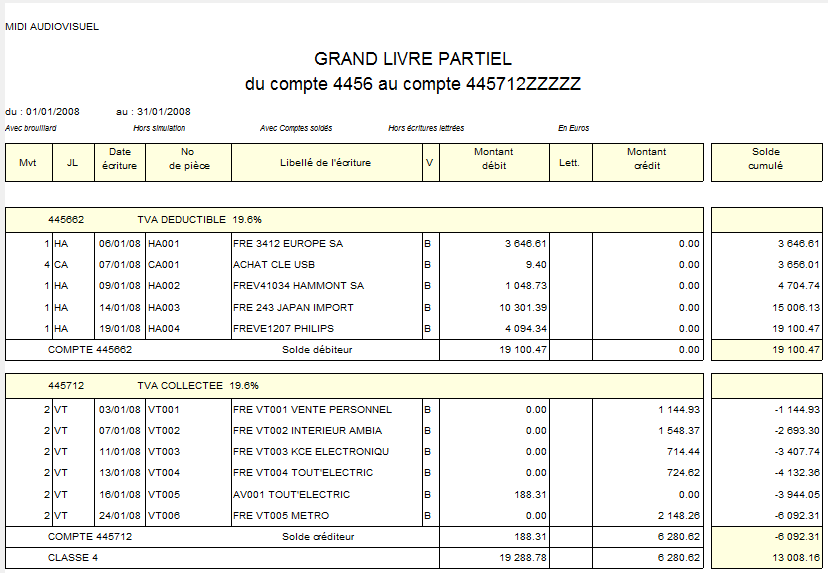 MIDI AUDIOVISUEL
GRAND LIVRE PARTIEL
du compte 4456 au compte 445712ZZZZZ
du : 01/01/2008 au : 31/01/2008
Avec brouillard Hors simulation Avec Comptes soldés Hors écritures lettrées En Euros
Mvt JL Date écriture No de pièce Libellé de l'écriture V Montant débit Lett. Montant crédit Solde cumulé
445662 TVA DEDUCTIBLE 19.6%
1 HA 06/01/08 HA001 FRE 3412 EUROPE SA B 3 646.61 0.00 3 646.61
4 CA 07/01/08 CA001 ACHAT CLE USB B 9.40 0.00 3 656.01
1 HA 09/01/08 HA002 FREV41034 HAMMONT SA B 1 048.73 0.00 4 704.74
1 HA 14/01/08 HA003 FRE 243 JAPAN IMPORT B 10 301.39 0.00 15 006.13
1 HA 19/01/08 HA004 FREVE1207 PHILIPS B 4 094.34 0.00 19 100.47
COMPTE 445662 Solde débiteur 19 100.47 0.00 19 100.47
445712 TVA COLLECTEE 19.6%
2 VT 03/01/08 VT001 FRE VT001 VENTE PERSONNEL B 0.00 1 144.93 -1 144.93
2 VT 07/01/08 VT002 FRE VT002 INTERIEUR AMBIA B 0.00 1 548.37 -2 693.30
2 VT 11/01/08 VT003 FRE VT003 KCE ELECTRONIQU B 0.00 714.44 -3 407.74
2 VT 13/01/08 VT004 FRE VT004 TOUT'ELECTRIC B 0.00 724.62 -4 132.36
2 VT 16/01/08 VT005 AV001 TOUT'ELECTRIC B 188.31 0.00 -3 944.05
2 VT 24/01/08 VT006 FRE VT005 METRO B 0.00 2 148.26 -6 092.31
COMPTE 445712 Solde créditeur 188.31 6 280.62 -6 092.31
CLASSE 4 19 288.78 6 280.62 13 008.16